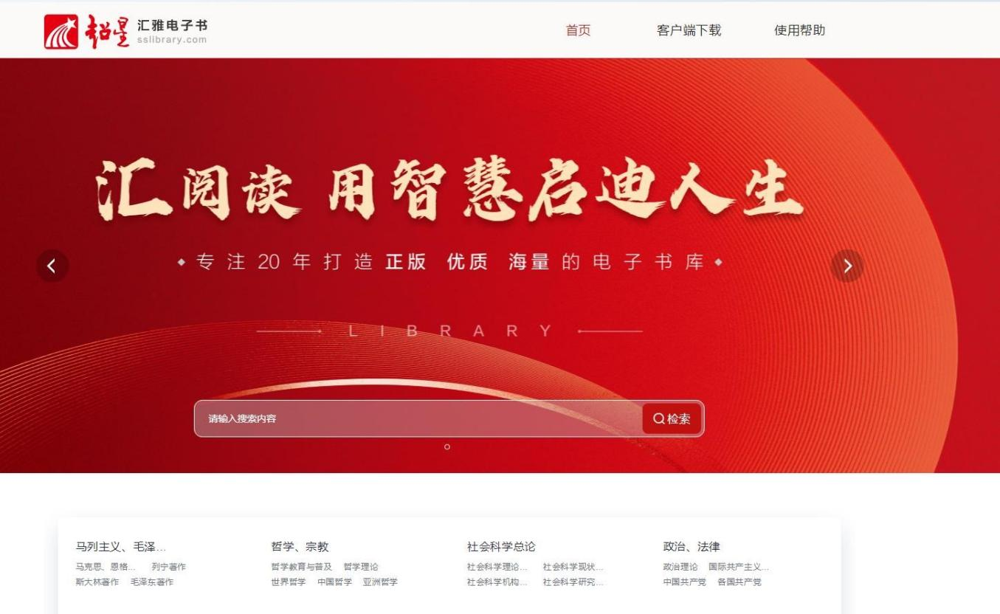 超星 汇雅电子书
sslibrary.com
首页 客户端下载 使用帮助
汇阅读 用智慧启迪人生
专注20年打造正版 优质 海量的电子书库
LIBRARY
请输入搜索内容 检索
马列主义、毛泽... 哲学、宗教 社会科学总论 政治、法律
马克思、恩格... 列宁著作 哲学教育与普及 哲学理论 社会科学理论... 社会科学现状... 政治理论 国际共产主义...
斯大林著作 毛泽东著作 世界哲学 中国哲学 亚洲哲学 社会科学机构... 社会科学研究... 中国共产党 各国共产党